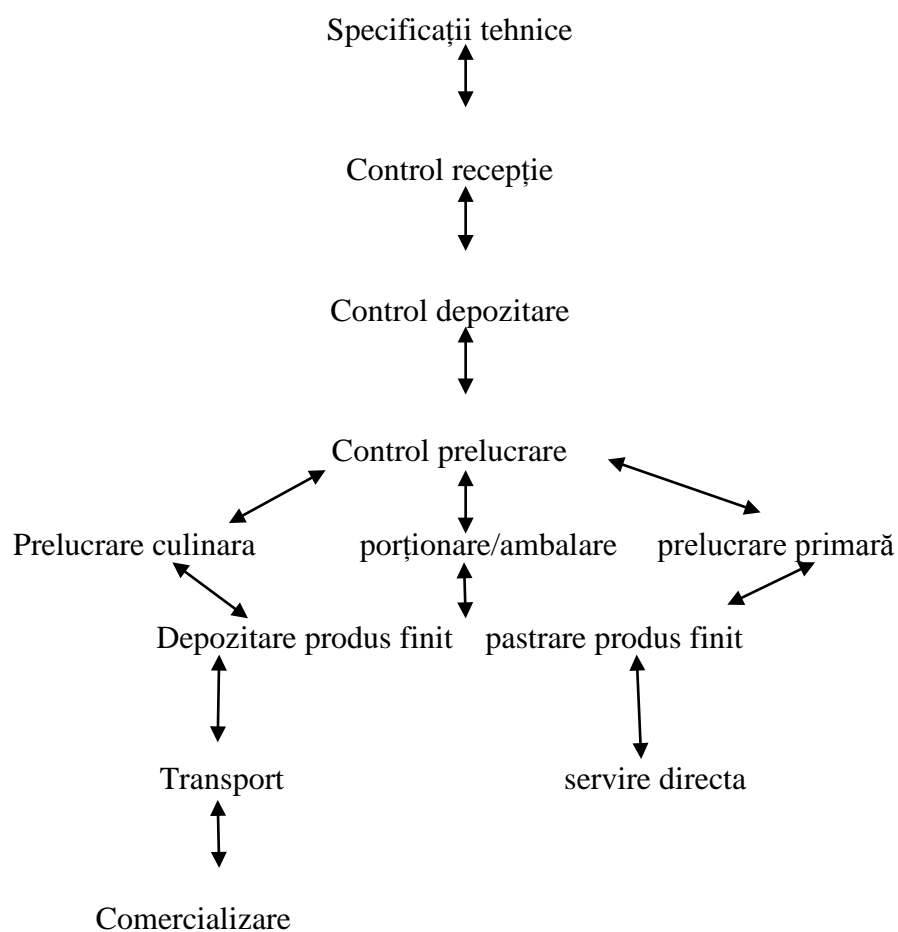 Specificații tehnice
Control recepție
Control depozitare
Control prelucrare
Prelucrare culinara porționare/ambalare prelucrare primară
Depozitare produs finit pastrare produs finit
Transport servire directa
Comercializare